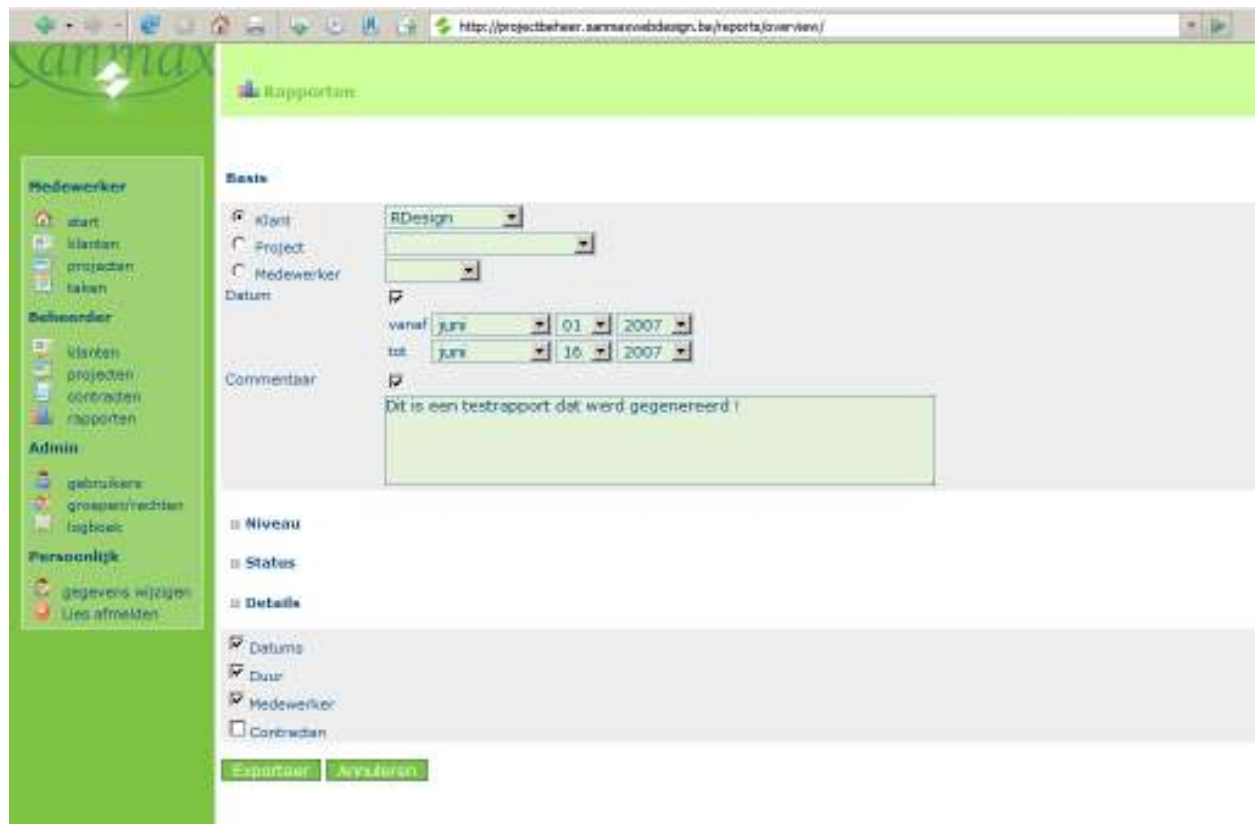 http://projectbeheer.sanmaxwebdesign.be/reports/overview/
sanmax
Rapporten
Medewerker
start
klanten
projecten
taken
Beheerder
klanten
projecten
contracten
rapporten
Admin
gebruikers
groepen/rechten
logboek
Persoonlijk
gegevens wijzigen
Lies afmelden
Basis
Klant RDesign
Project
Medewerker
Datum
vanaf juni 01 2007
tot juni 16 2007
Commentaar
Dit is een testrapport dat werd gegenereerd !
Niveau
Status
Details
Datums
Duur
Medewerker
Contracten
Exporteer Annuleren